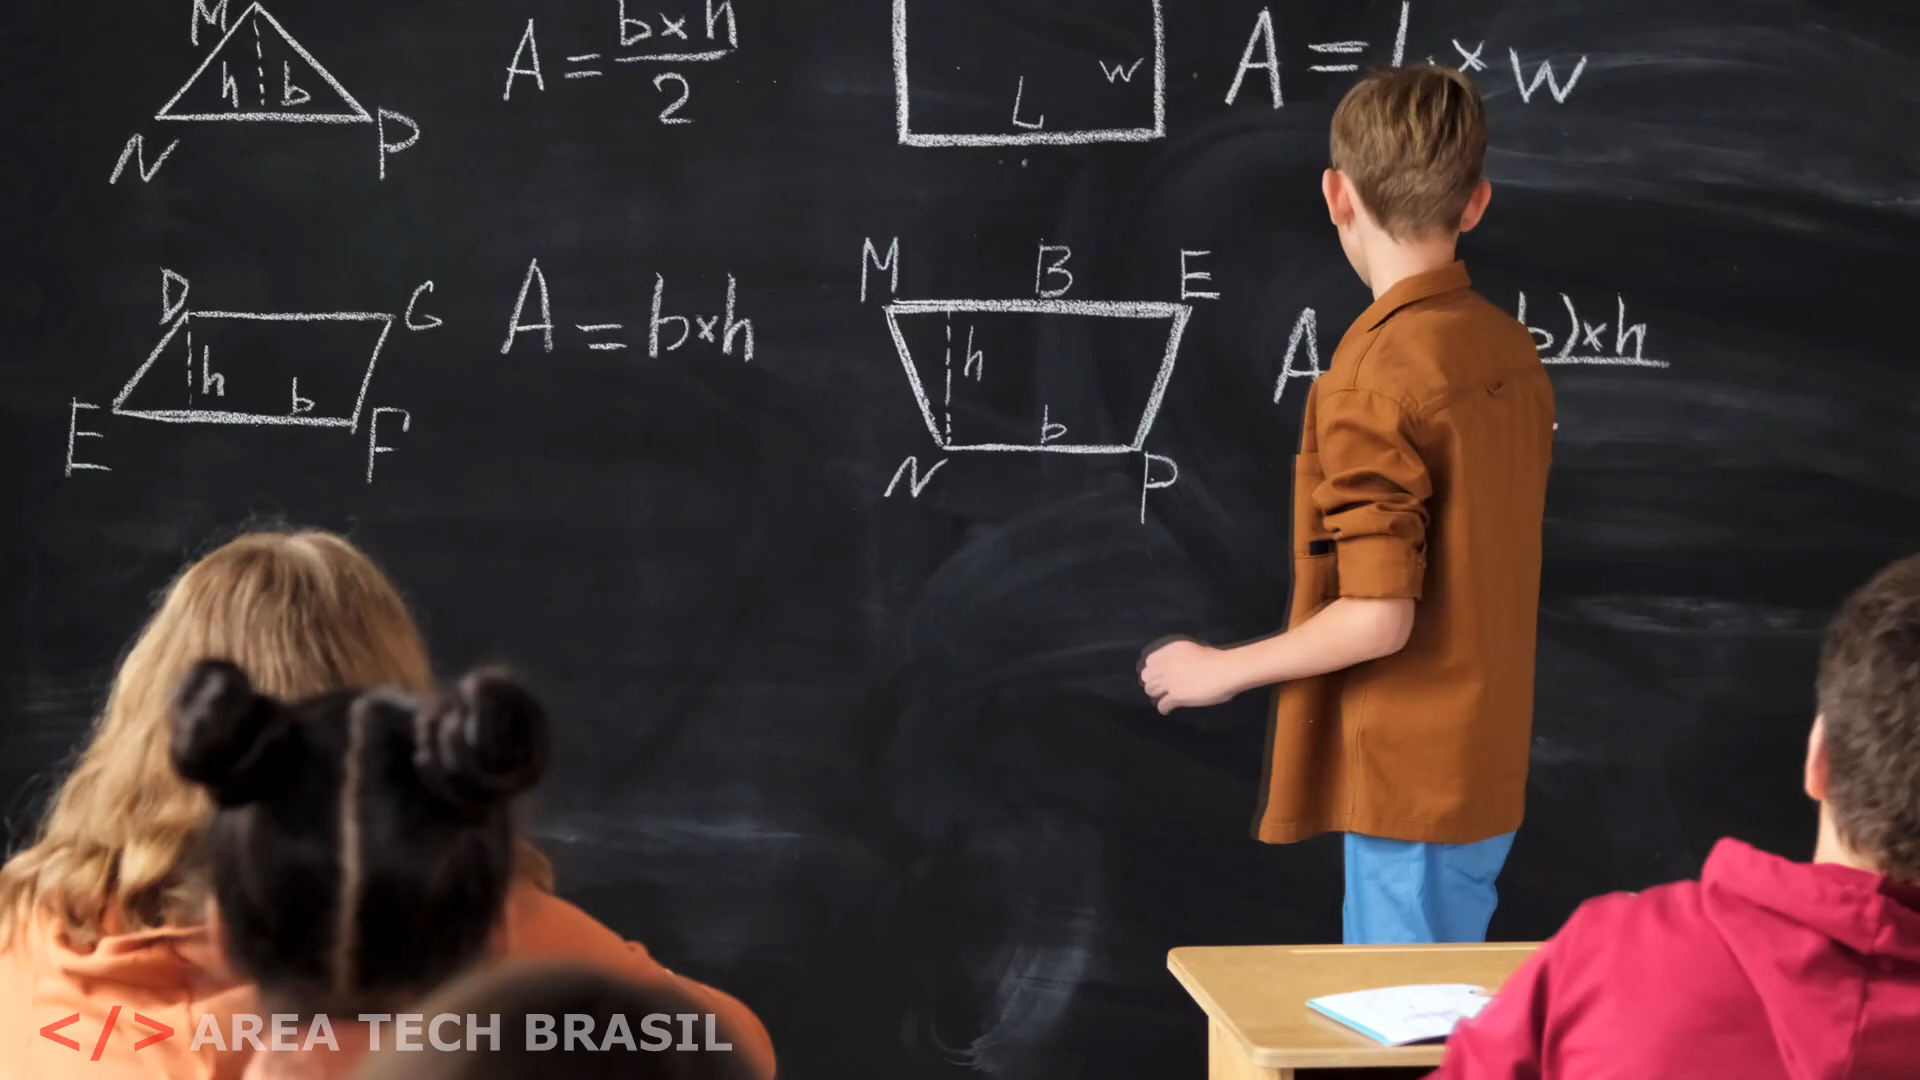 M
h b
N P
A = b×h
2
L w
A = L × w
D G
h b
E F
A = b×h
M B E
h
b
N P
A b)×h
</> AREA TECH BRASIL